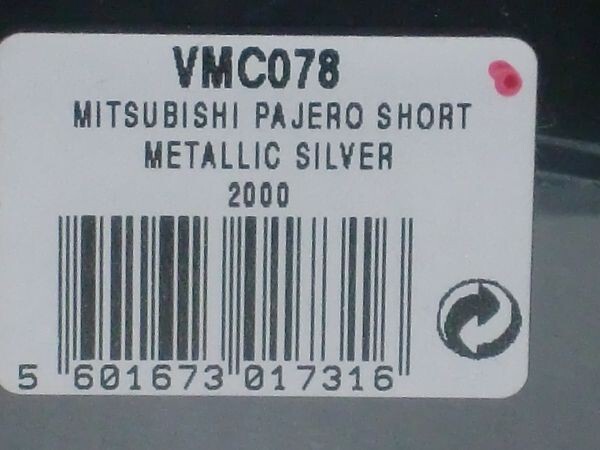 VMC078
MITSUBISHI PAJERO SHORT
METALLIC SILVER
2000
5 601673 017316